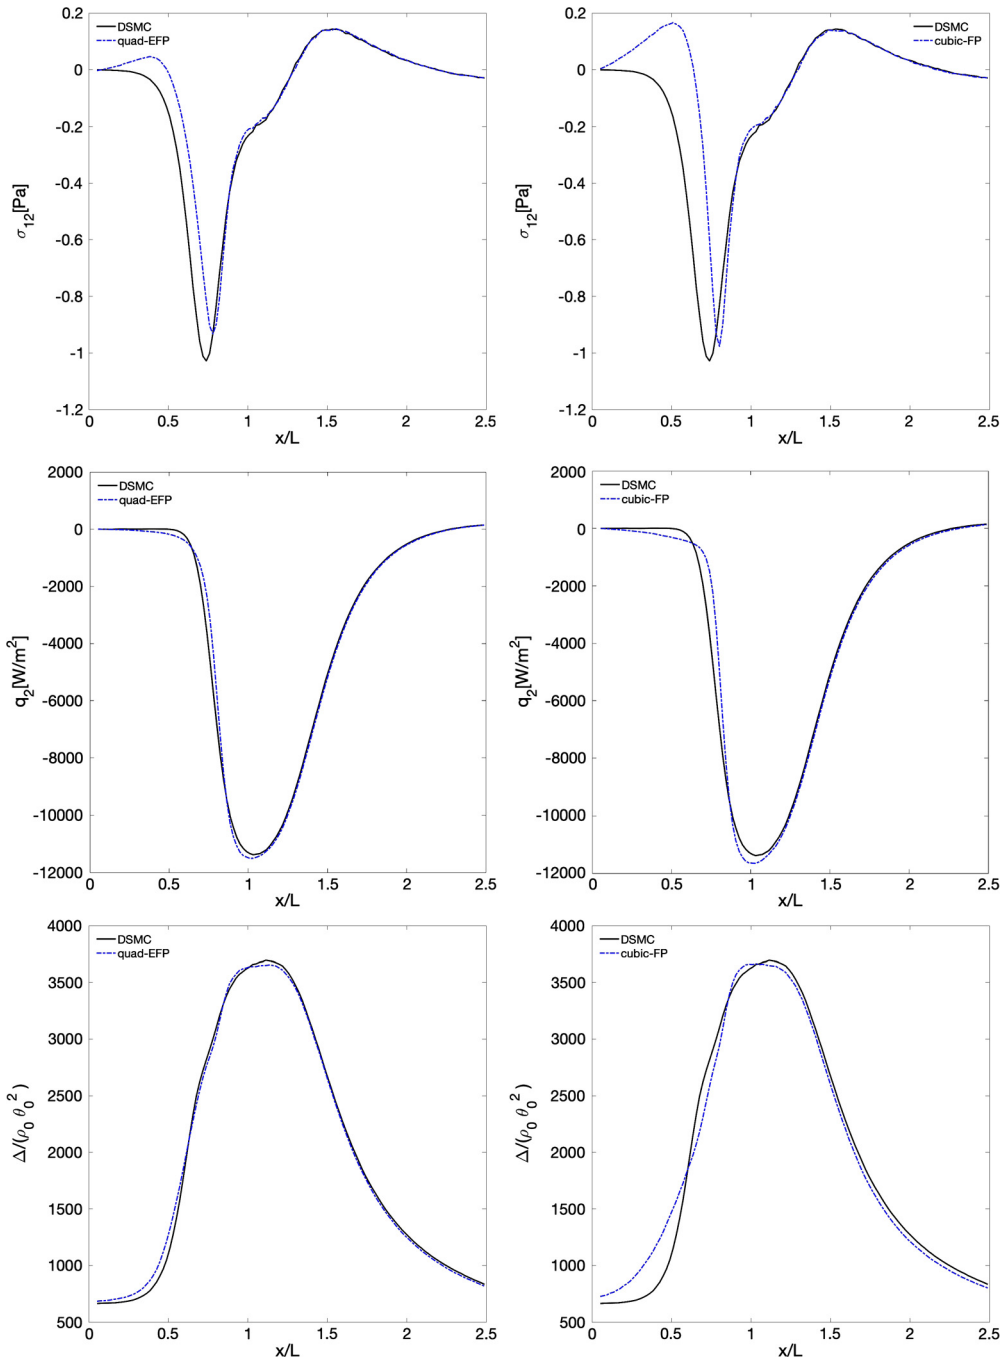 0.2
0
-0.2
-0.4
-0.6
-0.8
-1
-1.2
σ12[Pa]
DSMC
quad-EFP
0 0.5 1 1.5 2 2.5
x/L
0.2
0
-0.2
-0.4
-0.6
-0.8
-1
-1.2
σ12[Pa]
DSMC
cubic-FP
0 0.5 1 1.5 2 2.5
x/L
2000
0
-2000
-4000
-6000
-8000
-10000
-12000
q2[W/m2]
DSMC
quad-EFP
0 0.5 1 1.5 2 2.5
x/L
2000
0
-2000
-4000
-6000
-8000
-10000
-12000
q2[W/m2]
DSMC
cubic-FP
0 0.5 1 1.5 2 2.5
x/L
4000
3500
3000
2500
2000
1500
1000
500
Δ/(ρ0 θ0 2)
DSMC
quad-EFP
0 0.5 1 1.5 2 2.5
x/L
4000
3500
3000
2500
2000
1500
1000
500
Δ/(ρ0 θ0 2)
DSMC
cubic-FP
0 0.5 1 1.5 2 2.5
x/L